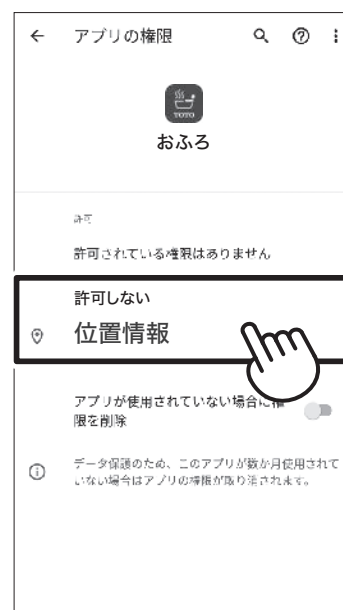 アプリの権限
TOTO
おふろ
許可
許可されている権限はありません
許可しない
位置情報
アプリが使用されていない場合に権
限を削除
データ保護のため、このアプリが数か月使用されて
いない場合はアプリの権限が取り消されます。